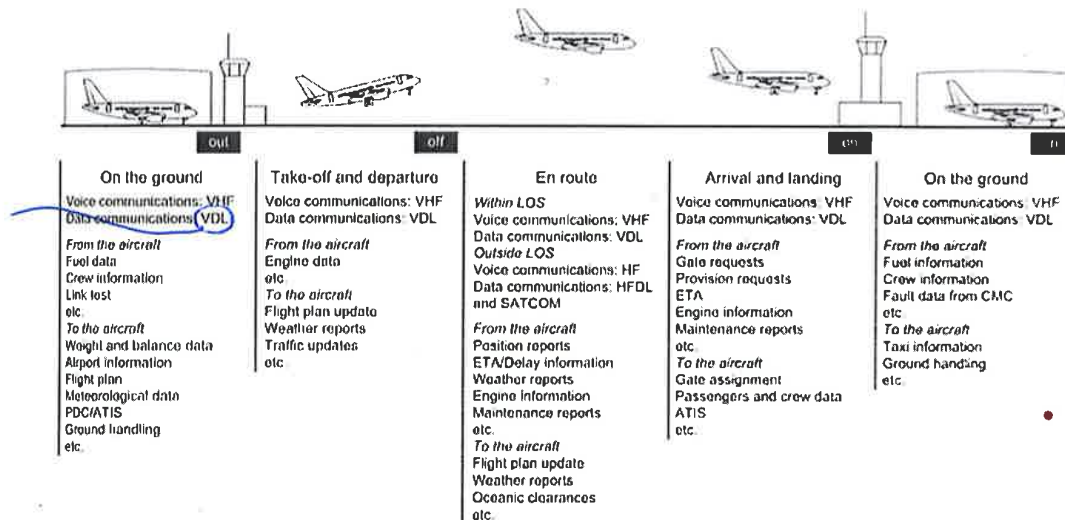 out
off
on
On the ground
Voice communications: VHF
Data communications: VDL
From the aircraft
Fuel data
Crew information
Link test
etc.
To the aircraft
Weight and balance data
Airport information
Flight plan
Meteorological data
PDC/ATIS
Ground handling
etc.
Take-off and departure
Voice communications: VHF
Data communications: VDL
From the aircraft
Engine data
etc
To the aircraft
Flight plan update
Weather reports
Traffic updates
etc
En route
Within LOS
Voice communications: VHF
Data communications: VDL
Outside LOS
Voice communications: HF
Data communications: HFDL
and SATCOM
From the aircraft
Position reports
ETA/Delay information
Weather reports
Engine information
Maintenance reports
etc.
To the aircraft
Flight plan update
Weather reports
Oceanic clearances
etc.
Arrival and landing
Voice communications: VHF
Data communications: VDL
From the aircraft
Gate requests
Provision requests
ETA
Engine information
Maintenance reports
etc.
To the aircraft
Gate assignment
Passengers and crew data
ATIS
etc.
On the ground
Voice communications: VHF
Data communications: VDL
From the aircraft
Fuel information
Crew information
Fault data from CMC
etc
To the aircraft
Taxi information
Ground handling
etc.